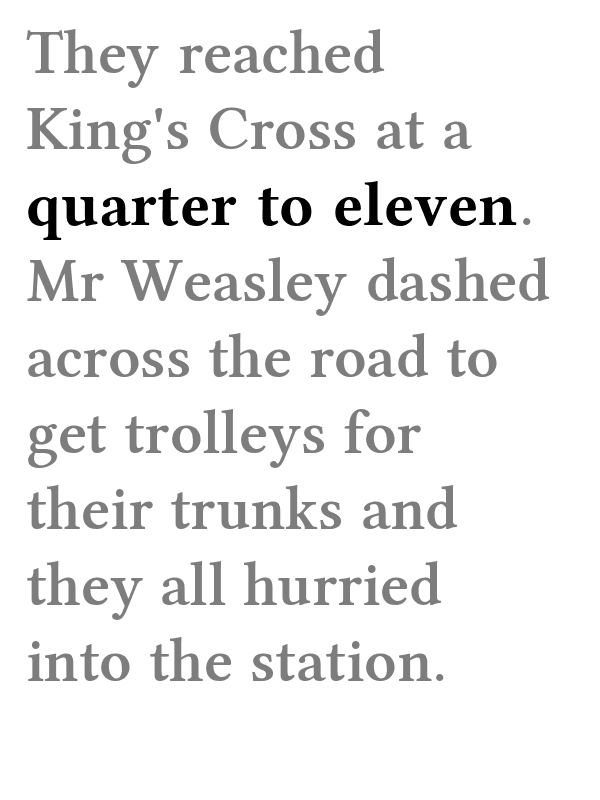 They reached
King's Cross at a
quarter to eleven.
Mr Weasley dashed
across the road to
get trolleys for
their trunks and
they all hurried
into the station.